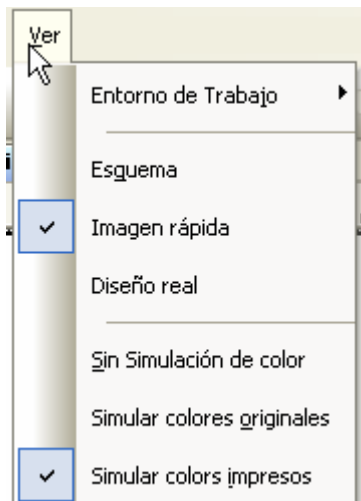 Ver
Entorno de Trabajo
Esquema
Imagen rápida
Diseño real
Sin Simulación de color
Simular colores originales
Simular colors impresos